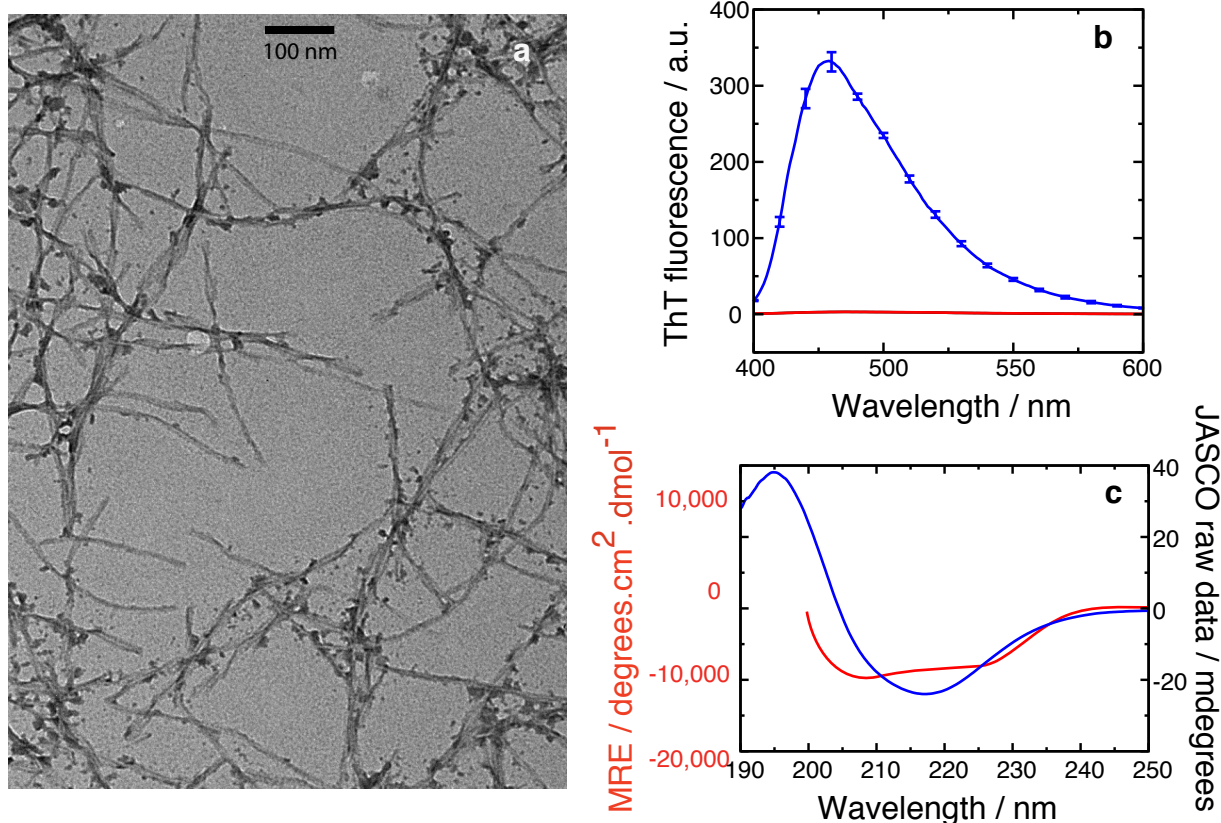 a
100 nm
b
400
300
200
100
0
ThT fluorescence / a.u.
400
450
500
550
600
Wavelength / nm
c
MRE / degrees.cm² .dmol⁻¹
10,000
0
-10,000
-20,000
40
20
0
-20
-40
JASCO raw data / mdegrees
190
200
210
220
230
240
250
Wavelength / nm